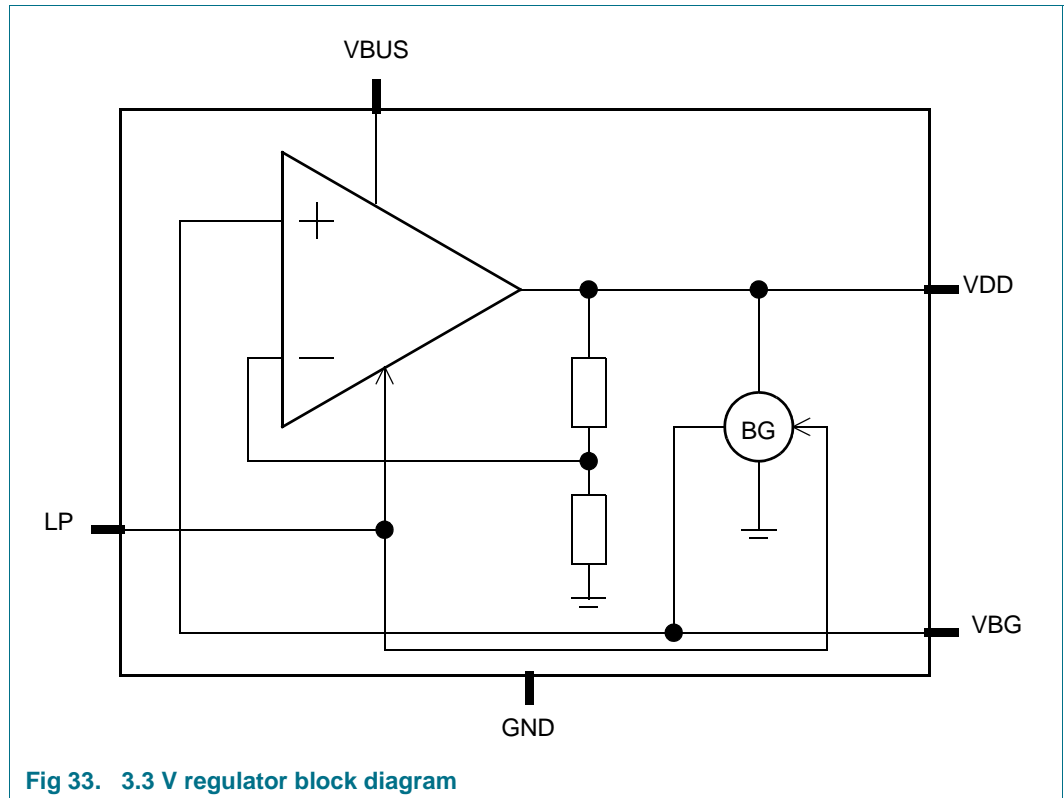 VBUS
+
—
VDD
BG
LP
VBG
GND
Fig 33. 3.3 V regulator block diagram